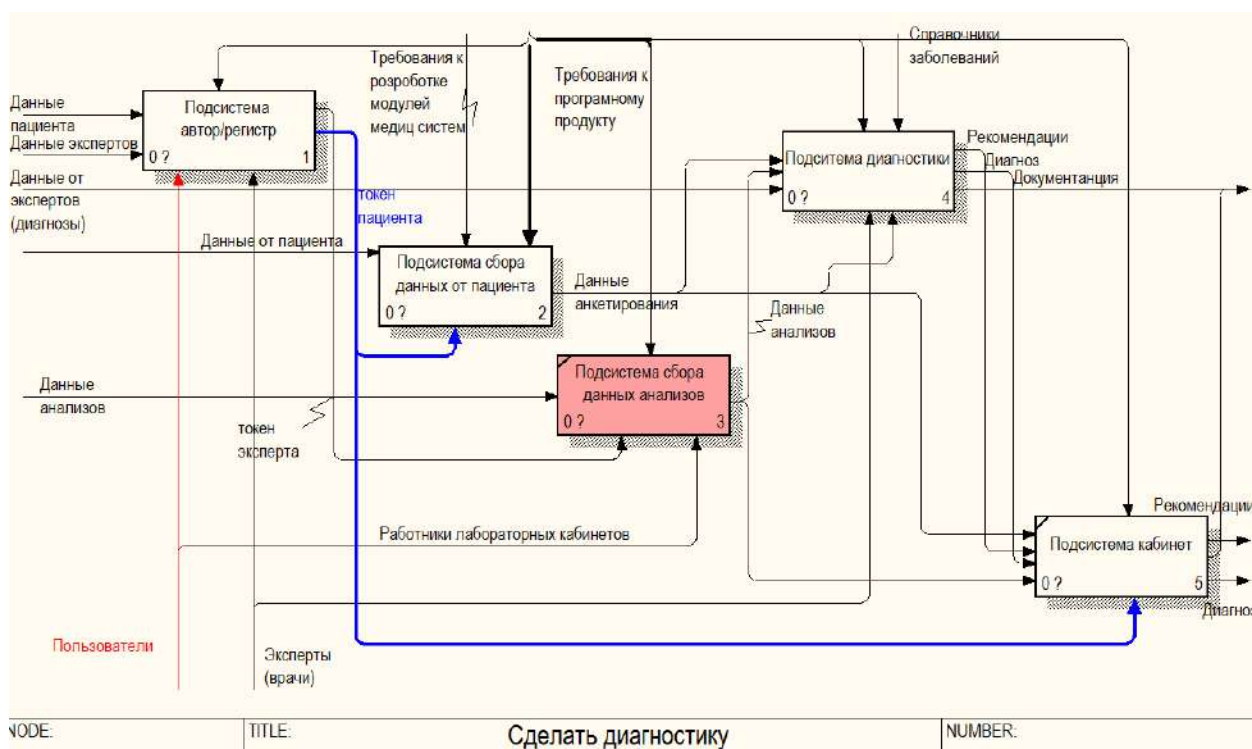 Справочники
заболеваний
Требования к
розроботке
модулей
медиц систем
Требования к
програмному
продукту
Данные
пациента
Данные экспертов
Подсистема
автор/регистр
0 ?
1
Данные от
экспертов
(диагнозы)
токен
пациента
Подситема диагностики
0 ?
4
Рекомендации
Диагноз
Документанция
Данные от пациента
Подсистема сбора
данных от пациента
0 ?
2
Данные
анкетирования
Данные
анализов
Данные
анализов
Подсистема сбора
данных анализов
0 ?
3
токен
эксперта
Работники лабораторных кабинетов
Рекомендации
Подсистема кабинет
0 ?
5
Диагноз
Пользователи
Эксперты
(врачи)
NODE:
TITLE:
Сделать диагностику
NUMBER: